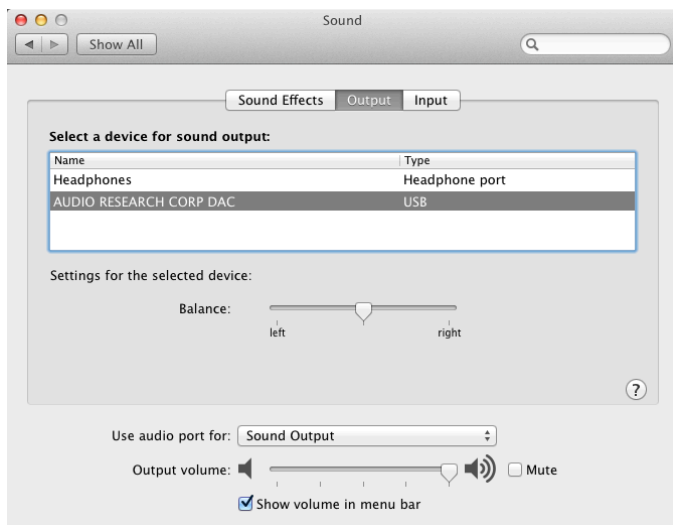 Sound
Show All
Sound Effects Output Input
Select a device for sound output:
Name Type
Headphones Headphone port
AUDIO RESEARCH CORP DAC USB
Settings for the selected device:
Balance:
left right
?
Use audio port for: Sound Output
Output volume: Mute
Show volume in menu bar